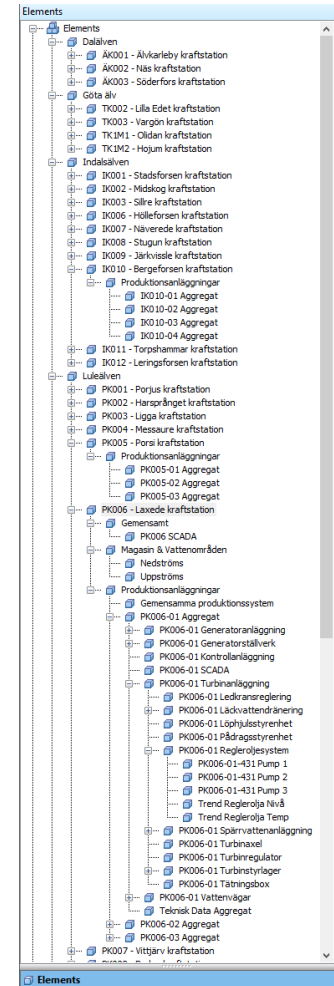 Elements
Elements
Dalälven
ÄK001 - Älvkarleby kraftstation
ÄK002 - Näs kraftstation
ÄK003 - Söderfors kraftstation
Göta älv
TK002 - Lilla Edet kraftstation
TK003 - Vargön kraftstation
TK1M1 - Olidan kraftstation
TK1M2 - Hojum kraftstation
Indalsälven
IK001 - Stadsforsen kraftstation
IK002 - Midskog kraftstation
IK003 - Sillre kraftstation
IK006 - Hölleforsen kraftstation
IK007 - Näverede kraftstation
IK008 - Stugun kraftstation
IK009 - Järkvissle kraftstation
IK010 - Bergeforsen kraftstation
Produktionsanläggningar
IK010-01 Aggregat
IK010-02 Aggregat
IK010-03 Aggregat
IK010-04 Aggregat
IK011 - Torpshammar kraftstation
IK012 - Leringsforsen kraftstation
Luleälven
PK001 - Porjus kraftstation
PK002 - Harsprånget kraftstation
PK003 - Ligga kraftstation
PK004 - Messaure kraftstation
PK005 - Porsi kraftstation
Produktionsanläggningar
PK005-01 Aggregat
PK005-02 Aggregat
PK005-03 Aggregat
PK006 - Laxede kraftstation
Gemensamt
PK006 SCADA
Magasin & Vattenområden
Nedströms
Uppströms
Produktionsanläggningar
Gemensamma produktionssystem
PK006-01 Aggregat
PK006-01 Generatoranläggning
PK006-01 Generatorställverk
PK006-01 Kontrollanläggning
PK006-01 SCADA
PK006-01 Turbinanläggning
PK006-01 Ledkransreglering
PK006-01 Läckvattendränering
PK006-01 Löphjulsstyrenhet
PK006-01 Pådragsstyrenhet
PK006-01 Regleroljesystem
PK006-01-431 Pump 1
PK006-01-431 Pump 2
PK006-01-431 Pump 3
Trend Reglerolja Nivå
Trend Reglerolja Temp
PK006-01 Spärrvattenanläggning
PK006-01 Turbinaxel
PK006-01 Turbinregulator
PK006-01 Turbinstyrlager
PK006-01 Tätningsbox
PK006-01 Vattenvägar
Teknisk Data Aggregat
PK006-02 Aggregat
PK006-03 Aggregat
PK007 - Vittjärv kraftstation
Elements